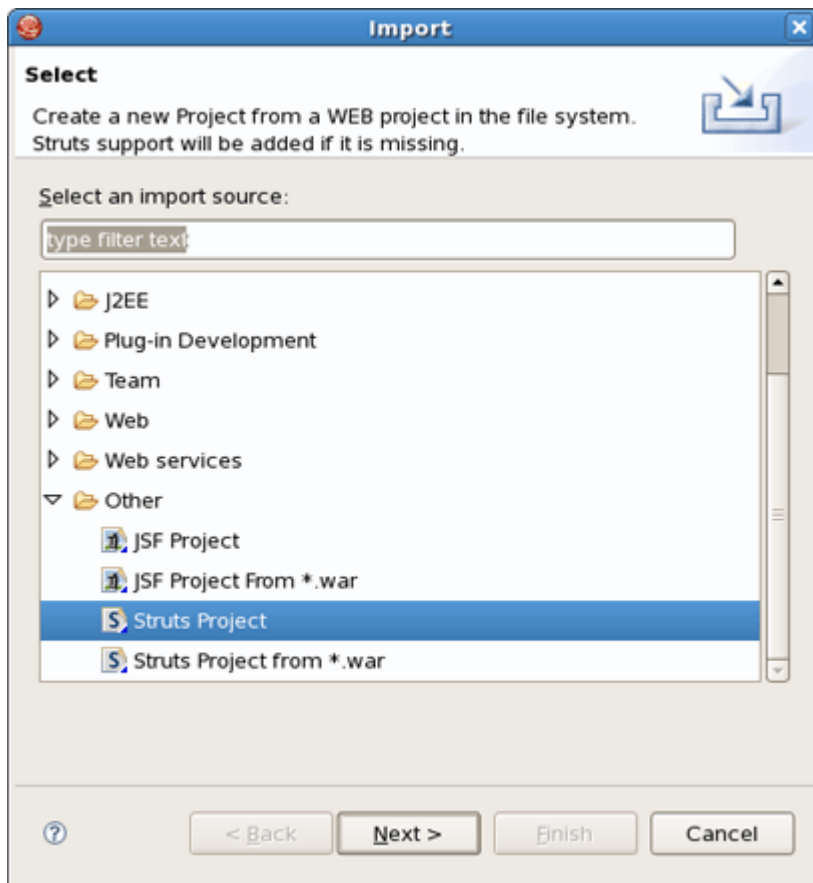 Import
Select
Create a new Project from a WEB project in the file system.
Struts support will be added if it is missing.
Select an import source:
type filter text
J2EE
Plug-in Development
Team
Web
Web services
Other
JSF Project
JSF Project From *.war
Struts Project
Struts Project from *.war
< Back Next > Finish Cancel